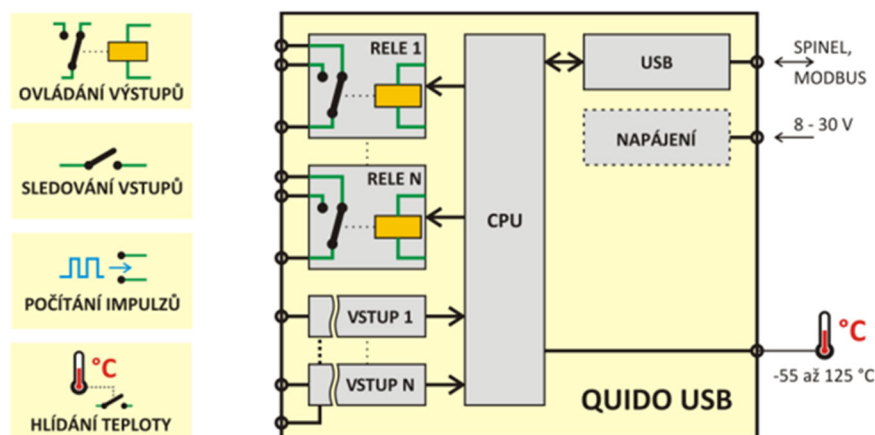 OVLÁDÁNÍ VÝSTUPŮ
SLEDOVÁNÍ VSTUPŮ
POČÍTÁNÍ IMPULZŮ
°C
HLÍDÁNÍ TEPLOTY
RELE 1
RELE N
VSTUP 1
VSTUP N
CPU
USB
NAPÁJENÍ
SPINEL,
MODBUS
8 - 30 V
°C
-55 až 125 °C
QUIDO USB